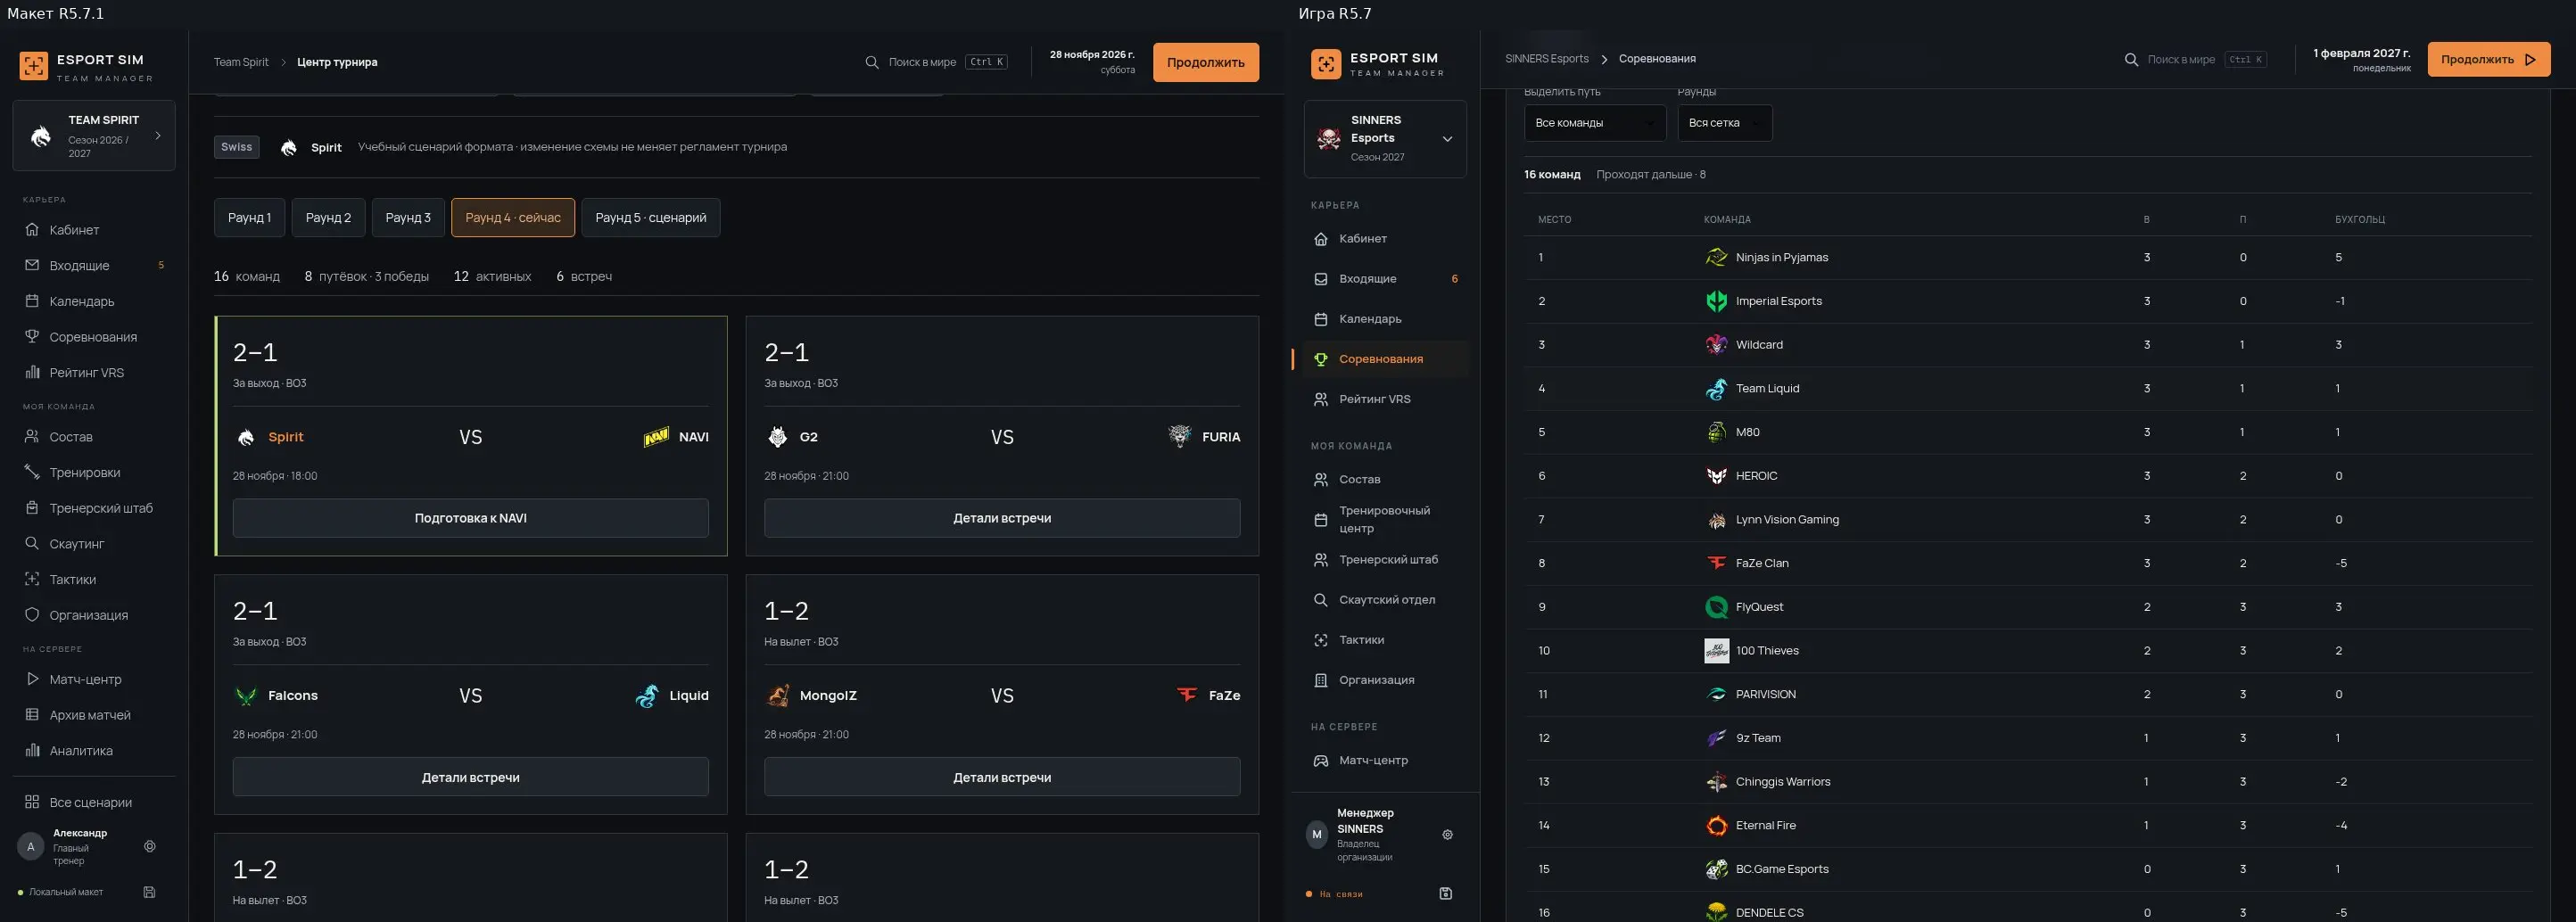 Макет R5.7.1
ESPORT SIM
TEAM MANAGER
TEAM SPIRIT
Сезон 2026 /
2027
КАРЬЕРА
Кабинет
Входящие 5
Календарь
Соревнования
Рейтинг VRS
МОЯ КОМАНДА
Состав
Тренировки
Тренерский штаб
Скаутинг
Тактики
Организация
НА СЕРВЕРЕ
Матч-центр
Архив матчей
Аналитика
Все сценарии
А
Александр
Главный
тренер
Локальный макет
Team Spirit > Центр турнира
Поиск в мире Ctrl K
28 ноября 2026 г.
суббота
Продолжить
Swiss Spirit Учебный сценарий формата · изменение схемы не меняет регламент турнира
Раунд 1 Раунд 2 Раунд 3 Раунд 4 · сейчас Раунд 5 · сценарий
16 команд 8 путёвок · 3 победы 12 активных 6 встреч
2–1
За выход · BO3
Spirit VS NAVI
28 ноября · 18:00
Подготовка к NAVI
2–1
За выход · BO3
G2 VS FURIA
28 ноября · 21:00
Детали встречи
2–1
За выход · BO3
Falcons VS Liquid
28 ноября · 21:00
Детали встречи
1–2
На вылет · BO3
MongolZ VS FaZe
28 ноября · 21:00
Детали встречи
1–2
На вылет · BO3
1–2
На вылет · BO3
Игра R5.7
ESPORT SIM
TEAM MANAGER
SINNERS
Esports
Сезон 2027
КАРЬЕРА
Кабинет
Входящие 6
Календарь
Соревнования
Рейтинг VRS
МОЯ КОМАНДА
Состав
Тренировочный
центр
Тренерский штаб
Скаутский отдел
Тактики
Организация
НА СЕРВЕРЕ
Матч-центр
М
Менеджер
SINNERS
Владелец
организации
На связи
SINNERS Esports > Соревнования
Поиск в мире Ctrl K
1 февраля 2027 г.
понедельник
Продолжить
Выделить путь Раунды
Все команды Вся сетка
16 команд Проходят дальше · 8
МЕСТО КОМАНДА В П БУХГОЛЬЦ
1 Ninjas in Pyjamas 3 0 5
2 Imperial Esports 3 0 -1
3 Wildcard 3 1 3
4 Team Liquid 3 1 1
5 M80 3 1 1
6 HEROIC 3 2 0
7 Lynn Vision Gaming 3 2 0
8 FaZe Clan 3 2 -5
9 FlyQuest 2 3 3
10 100 Thieves 2 3 2
11 PARIVISION 2 3 0
12 9z Team 1 3 1
13 Chinggis Warriors 1 3 -2
14 Eternal Fire 1 3 -4
15 BC.Game Esports 0 3 1
16 DENDELE CS 0 3 -5